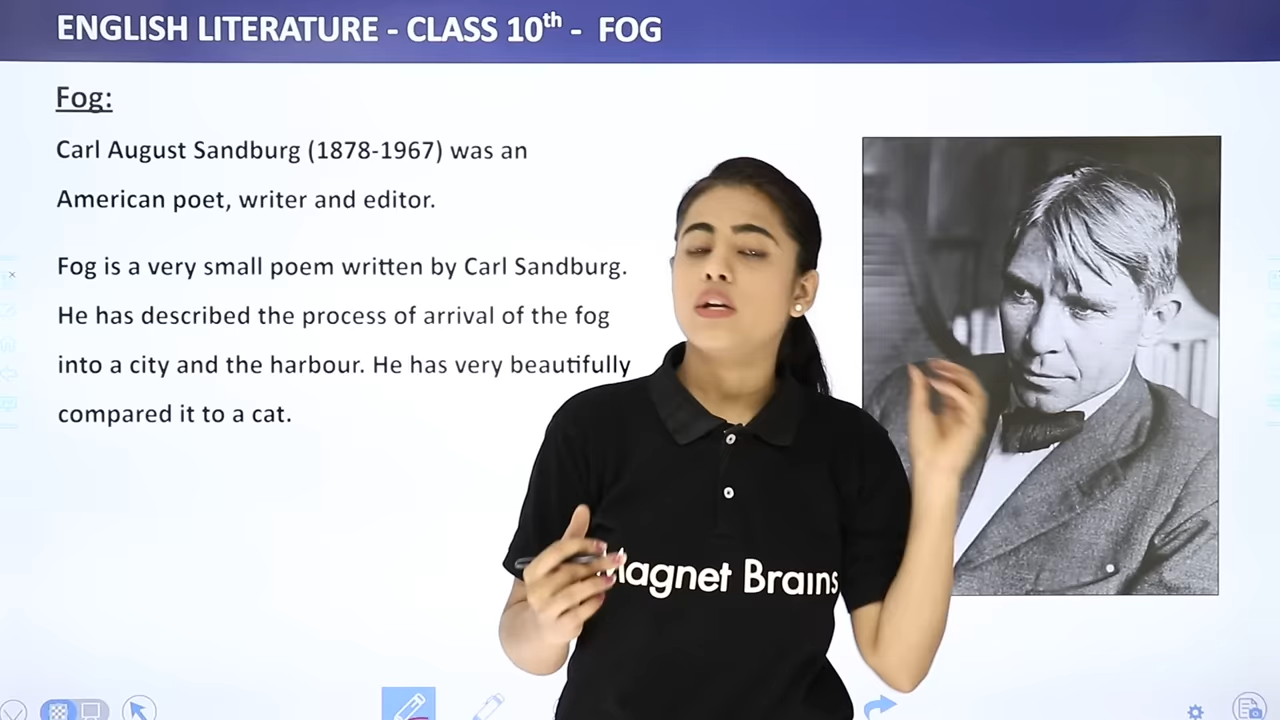 ENGLISH LITERATURE - CLASS 10th - FOG
Fog:
Carl August Sandburg (1878-1967) was an
American poet, writer and editor.
Fog is a very small poem written by Carl Sandburg.
He has described the process of arrival of the fog
into a city and the harbour. He has very beautifully
compared it to a cat.
Magnet Brains